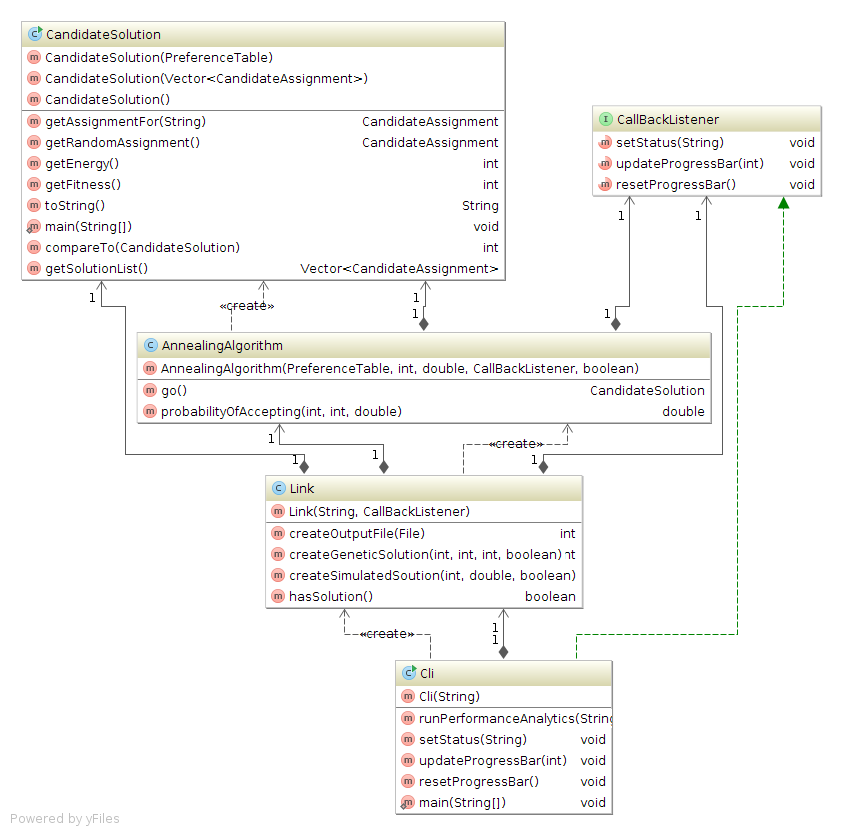 CandidateSolution
CandidateSolution(PreferenceTable)
CandidateSolution(Vector<CandidateAssignment>)
CandidateSolution()
getAssignmentFor(String) CandidateAssignment
getRandomAssignment() CandidateAssignment
getEnergy() int
getFitness() int
toString() String
main(String[]) void
compareTo(CandidateSolution) int
getSolutionList() Vector<CandidateAssignment>
CallBackListener
setStatus(String) void
updateProgressBar(int) void
resetProgressBar() void
1 1
1 1
«create»
1 1
AnnealingAlgorithm
AnnealingAlgorithm(PreferenceTable, int, double, CallBackListener, boolean)
go() CandidateSolution
probabilityOfAccepting(int, int, double) double
1 «create»
1 1 1
Link
Link(String, CallBackListener)
createOutputFile(File) int
createGeneticSolution(int, int, int, boolean) int
createSimulatedSoution(int, double, boolean)
hasSolution() boolean
1
«create» 1
Cli
Cli(String)
runPerformanceAnalytics(String
setStatus(String) void
updateProgressBar(int) void
resetProgressBar() void
main(String[]) void
Powered by yFiles